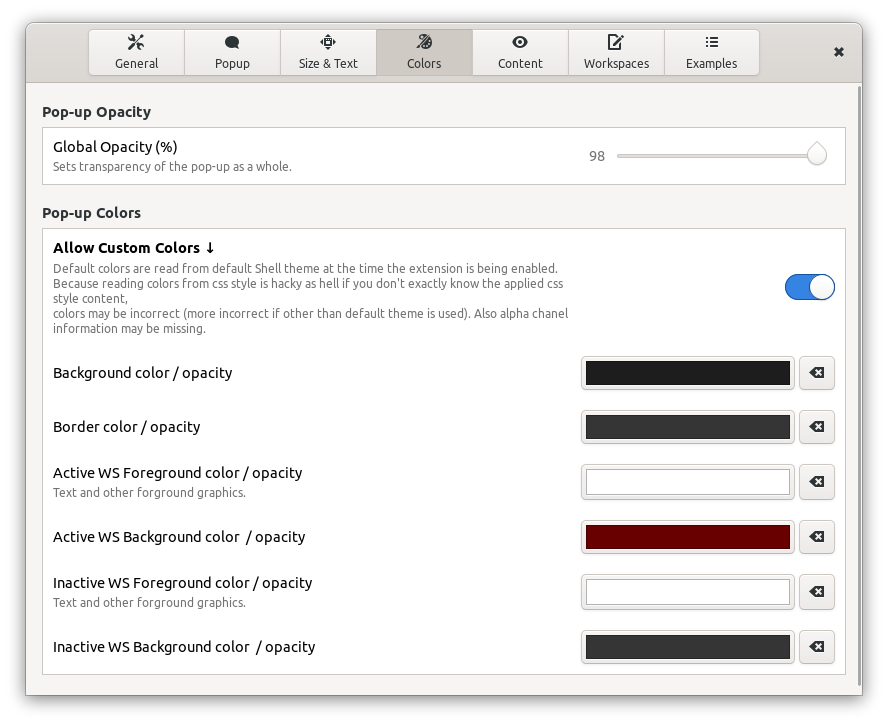 General
Popup
Size & Text
Colors
Content
Workspaces
Examples
Pop-up Opacity
Global Opacity (%)
Sets transparency of the pop-up as a whole.
98
Pop-up Colors
Allow Custom Colors ↓
Default colors are read from default Shell theme at the time the extension is being enabled.
Because reading colors from css style is hacky as hell if you don't exactly know the applied css
style content,
colors may be incorrect (more incorrect if other than default theme is used). Also alpha chanel
information may be missing.
Background color / opacity
Border color / opacity
Active WS Foreground color / opacity
Text and other forground graphics.
Active WS Background color  / opacity
Inactive WS Foreground color / opacity
Text and other forground graphics.
Inactive WS Background color  / opacity